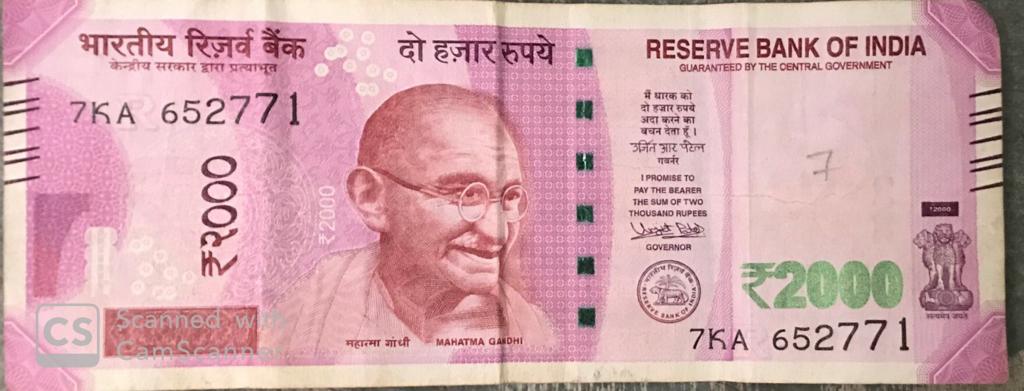 भारतीय रिज़र्व बैंक
केन्द्रीय सरकार द्वारा प्रत्याभूत
दो हज़ार रुपये
RESERVE BANK OF INDIA
GUARANTEED BY THE CENTRAL GOVERNMENT
7KA 652771
₹२०००
₹2000
मैं धारक को
दो हजार रुपये
अदा करने का
वचन देता हूँ ।
उर्जित आर पटेल
गवर्नर
I PROMISE TO
PAY THE BEARER
THE SUM OF TWO
THOUSAND RUPEES
GOVERNOR
7
₹2000
₹2000
सत्यमेव जयते
भारतीय रिज़र्व बैंक
RESERVE BANK OF INDIA
7KA 652771
महात्मा गांधी
MAHATMA GANDHI
CS
Scanned with
CamScanner